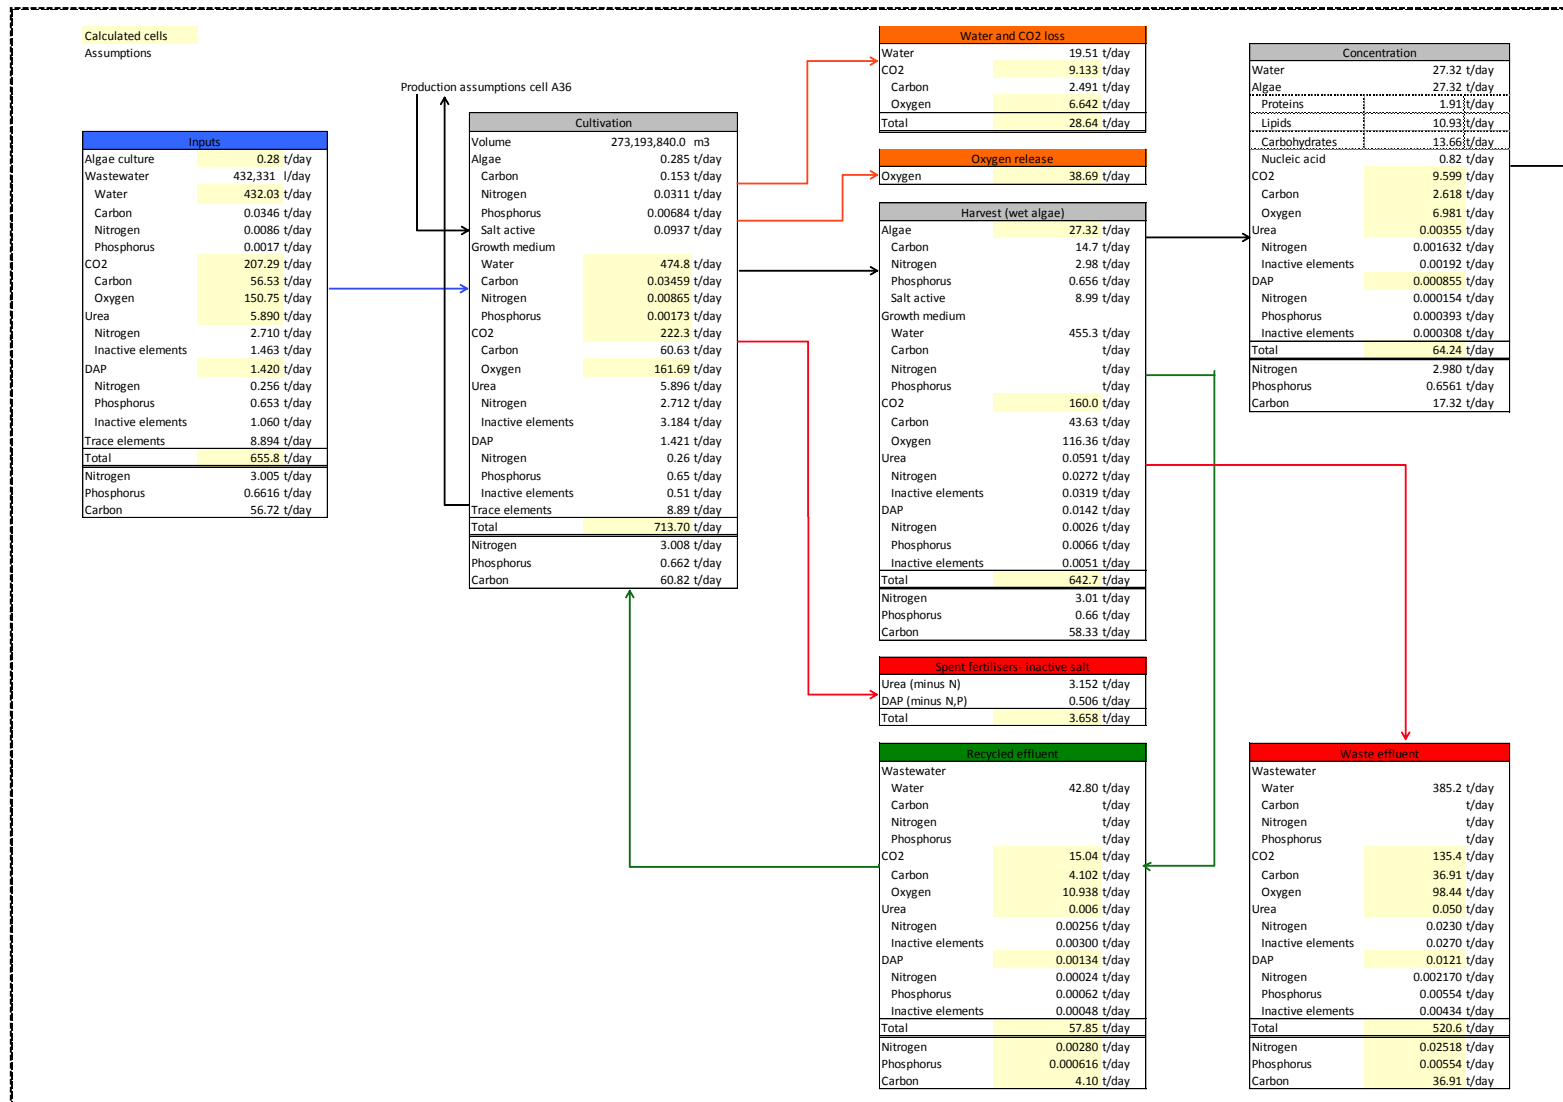 Calculated cells
Assumptions
Production assumptions cell A36
Inputs
Algae culture 0.28 t/day
Wastewater 432,331 l/day
Water 432.03 t/day
Carbon 0.0346 t/day
Nitrogen 0.0086 t/day
Phosphorus 0.0017 t/day
CO2 207.29 t/day
Carbon 56.53 t/day
Oxygen 150.75 t/day
Urea 5.890 t/day
Nitrogen 2.710 t/day
Inactive elements 1.463 t/day
DAP 1.420 t/day
Nitrogen 0.256 t/day
Phosphorus 0.653 t/day
Inactive elements 1.060 t/day
Trace elements 8.894 t/day
Total 655.8 t/day
Nitrogen 3.005 t/day
Phosphorus 0.6616 t/day
Carbon 56.72 t/day
Cultivation
Volume 273,193,840.0 m3
Algae 0.285 t/day
Carbon 0.153 t/day
Nitrogen 0.0311 t/day
Phosphorus 0.00684 t/day
Salt active 0.0937 t/day
Growth medium
Water 474.8 t/day
Carbon 0.03459 t/day
Nitrogen 0.00865 t/day
Phosphorus 0.00173 t/day
CO2 222.3 t/day
Carbon 60.63 t/day
Oxygen 161.69 t/day
Urea 5.896 t/day
Nitrogen 2.712 t/day
Inactive elements 3.184 t/day
DAP 1.421 t/day
Nitrogen 0.26 t/day
Phosphorus 0.65 t/day
Inactive elements 0.51 t/day
Trace elements 8.89 t/day
Total 713.70 t/day
Nitrogen 3.008 t/day
Phosphorus 0.662 t/day
Carbon 60.82 t/day
Water and CO2 loss
Water 19.51 t/day
CO2 9.133 t/day
Carbon 2.491 t/day
Oxygen 6.642 t/day
Total 28.64 t/day
Oxygen release
Oxygen 38.69 t/day
Harvest (wet algae)
Algae 27.32 t/day
Carbon 14.7 t/day
Nitrogen 2.98 t/day
Phosphorus 0.656 t/day
Salt active 8.99 t/day
Growth medium
Water 455.3 t/day
Carbon t/day
Nitrogen t/day
Phosphorus t/day
CO2 160.0 t/day
Carbon 43.63 t/day
Oxygen 116.36 t/day
Urea 0.0591 t/day
Nitrogen 0.0272 t/day
Inactive elements 0.0319 t/day
DAP 0.0142 t/day
Nitrogen 0.0026 t/day
Phosphorus 0.0066 t/day
Inactive elements 0.0051 t/day
Total 642.7 t/day
Nitrogen 3.01 t/day
Phosphorus 0.66 t/day
Carbon 58.33 t/day
Spent fertilisers- inactive salt
Urea (minus N) 3.152 t/day
DAP (minus N,P) 0.506 t/day
Total 3.658 t/day
Recycled effluent
Wastewater
Water 42.80 t/day
Carbon t/day
Nitrogen t/day
Phosphorus t/day
CO2 15.04 t/day
Carbon 4.102 t/day
Oxygen 10.938 t/day
Urea 0.006 t/day
Nitrogen 0.00256 t/day
Inactive elements 0.00300 t/day
DAP 0.00134 t/day
Nitrogen 0.00024 t/day
Phosphorus 0.00062 t/day
Inactive elements 0.00048 t/day
Total 57.85 t/day
Nitrogen 0.00280 t/day
Phosphorus 0.000616 t/day
Carbon 4.10 t/day
Concentration
Water 27.32 t/day
Algae 27.32 t/day
Proteins 1.91 t/day
Lipids 10.93 t/day
Carbohydrates 13.66 t/day
Nucleic acid 0.82 t/day
CO2 9.599 t/day
Carbon 2.618 t/day
Oxygen 6.981 t/day
Urea 0.00355 t/day
Nitrogen 0.001632 t/day
Inactive elements 0.00192 t/day
DAP 0.000855 t/day
Nitrogen 0.000154 t/day
Phosphorus 0.000393 t/day
Inactive elements 0.000308 t/day
Total 64.24 t/day
Nitrogen 2.980 t/day
Phosphorus 0.6561 t/day
Carbon 17.32 t/day
Waste effluent
Wastewater
Water 385.2 t/day
Carbon t/day
Nitrogen t/day
Phosphorus t/day
CO2 135.4 t/day
Carbon 36.91 t/day
Oxygen 98.44 t/day
Urea 0.050 t/day
Nitrogen 0.0230 t/day
Inactive elements 0.0270 t/day
DAP 0.0121 t/day
Nitrogen 0.002170 t/day
Phosphorus 0.00554 t/day
Inactive elements 0.00434 t/day
Total 520.6 t/day
Nitrogen 0.02518 t/day
Phosphorus 0.00554 t/day
Carbon 36.91 t/day